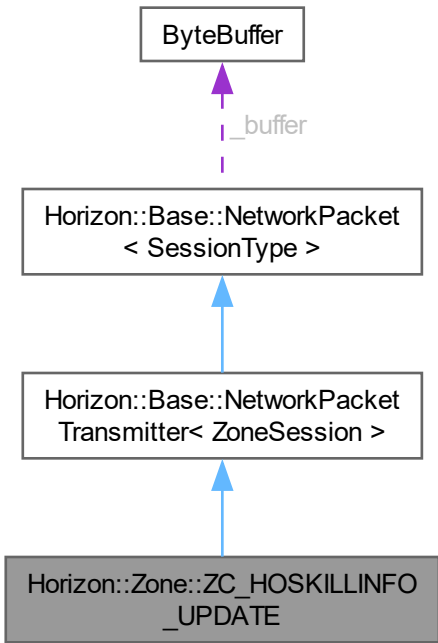 ByteBuffer
_buffer
Horizon::Base::NetworkPacket
< SessionType >
Horizon::Base::NetworkPacket
Transmitter< ZoneSession >
Horizon::Zone::ZC_HOSKILLINFO
_UPDATE